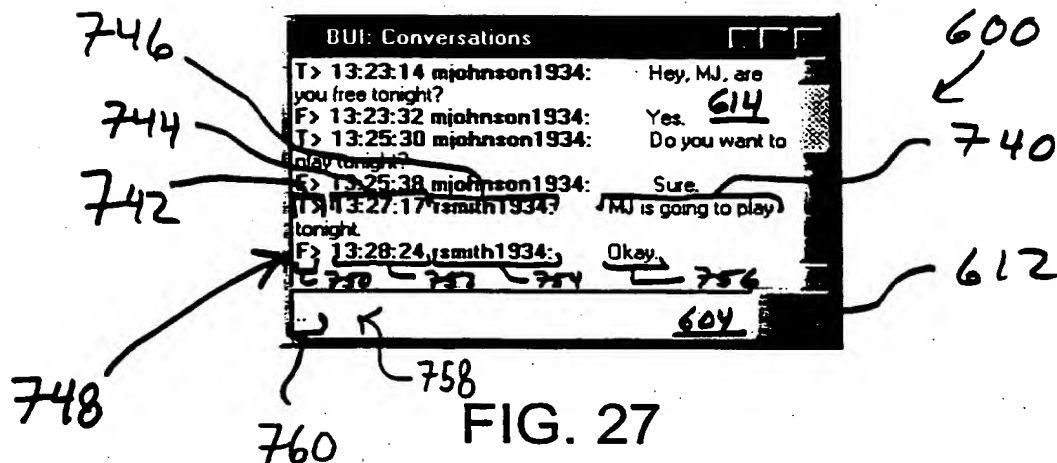 746
BUI: Conversations
600
T> 13:23:14 mjohnson1934: Hey, MJ, are
you free tonight?
614
F> 13:23:32 mjohnson1934: Yes.
744
T> 13:25:30 mjohnson1934: Do you want to
740
play tonight?
742
F> 13:25:38 mjohnson1934: Sure.
T> 13:27:17 rsmith1934: MJ is going to play
tonight.
F> 13:28:24 rsmith1934: Okay.
750 752 754 756
612
..
604
748
758
760
FIG. 27